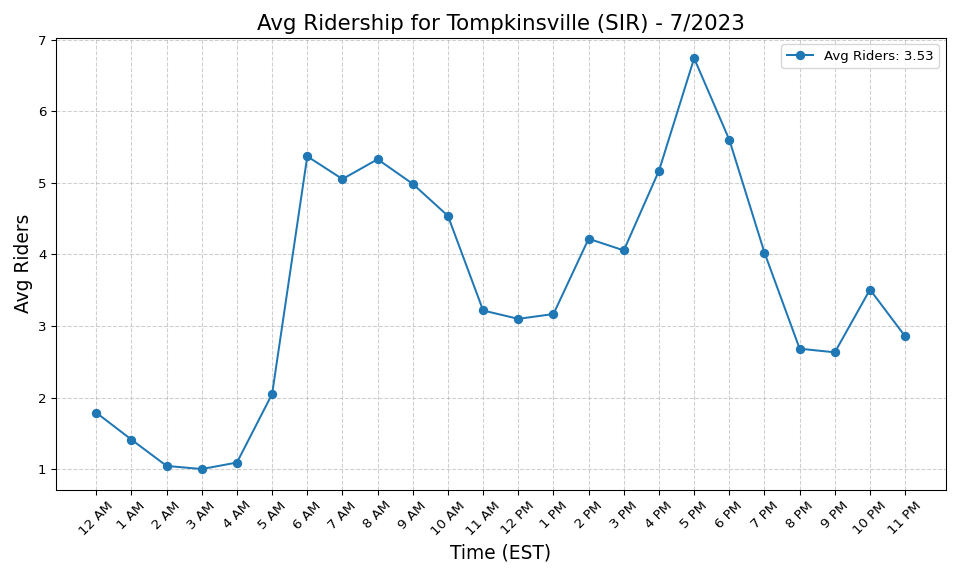 Avg Ridership for Tompkinsville (SIR) - 7/2023
Avg Riders: 3.53
Avg Riders
7
6
5
4
3
2
1
12 AM
1 AM
2 AM
3 AM
4 AM
5 AM
6 AM
7 AM
8 AM
9 AM
10 AM
11 AM
12 PM
1 PM
2 PM
3 PM
4 PM
5 PM
6 PM
7 PM
8 PM
9 PM
10 PM
11 PM
Time (EST)